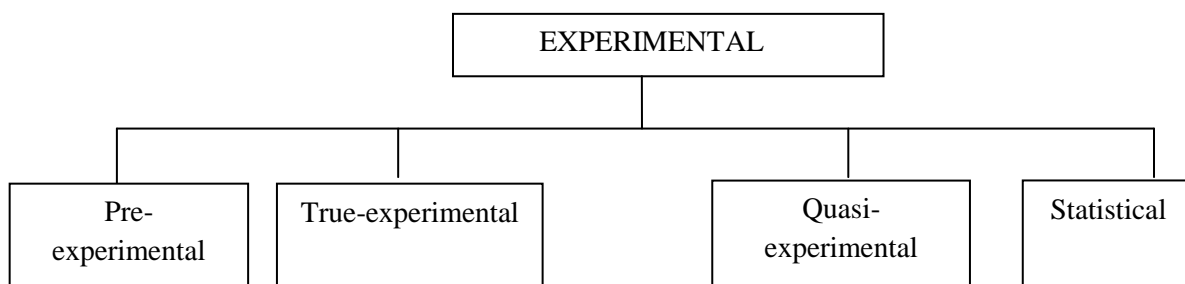 EXPERIMENTAL
Pre-
experimental
True-experimental
Quasi-
experimental
Statistical